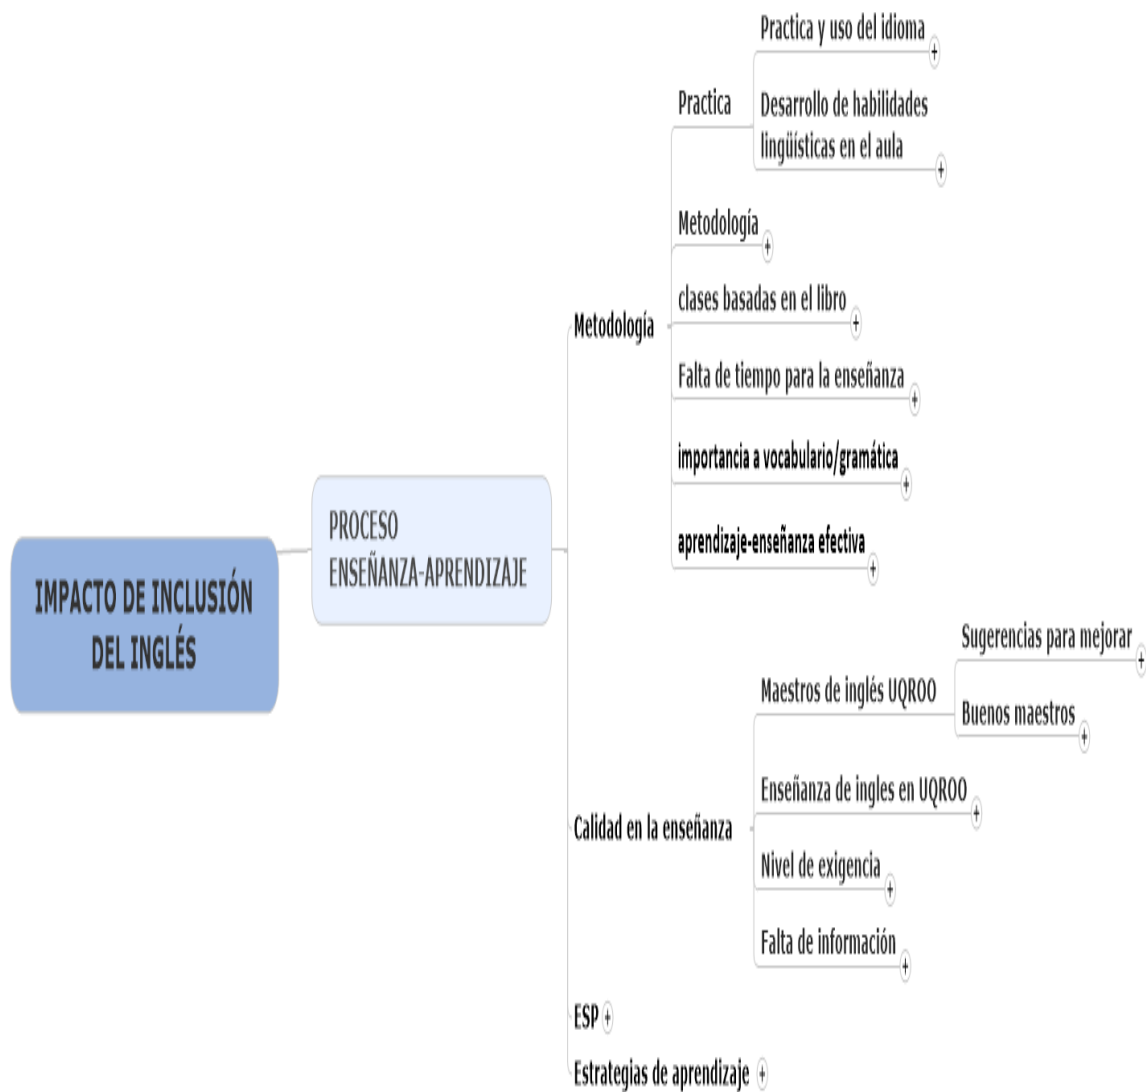 IMPACTO DE INCLUSIÓN
DEL INGLÉS
PROCESO
ENSEÑANZA-APRENDIZAJE
Metodología
Practica
Practica y uso del idioma
Desarrollo de habilidades
lingüísticas en el aula
Metodología
clases basadas en el libro
Falta de tiempo para la enseñanza
importancia a vocabulario/gramática
aprendizaje-enseñanza efectiva
Calidad en la enseñanza
Maestros de inglés UQROO
Sugerencias para mejorar
Buenos maestros
Enseñanza de ingles en UQROO
Nivel de exigencia
Falta de información
ESP
Estrategias de aprendizaje